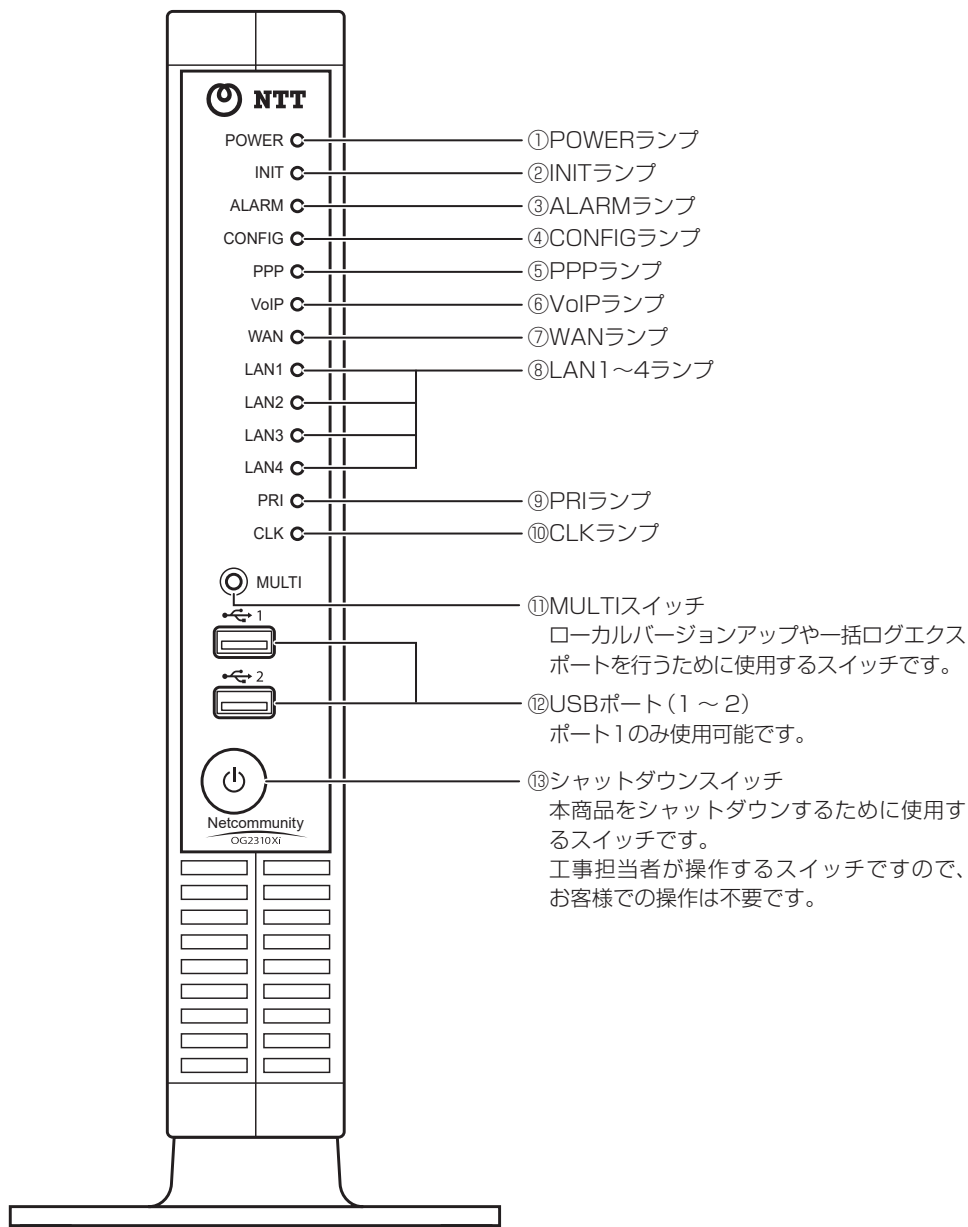 NTT
POWER
①POWERランプ
INIT
②INITランプ
ALARM
③ALARMランプ
CONFIG
④CONFIGランプ
PPP
⑤PPPランプ
VoIP
⑥VoIPランプ
WAN
⑦WANランプ
LAN1
⑧LAN1〜4ランプ
LAN2
LAN3
LAN4
PRI
⑨PRIランプ
CLK
⑩CLKランプ
MULTI
⑪MULTIスイッチ
ローカルバージョンアップや一括ログエクス
ポートを行うために使用するスイッチです。
1
2
⑫USBポート(1 〜 2)
ポート1のみ使用可能です。
⑬シャットダウンスイッチ
本商品をシャットダウンするために使用す
るスイッチです。
工事担当者が操作するスイッチですので、
お客様での操作は不要です。
Netcommunity
OG2310Xi